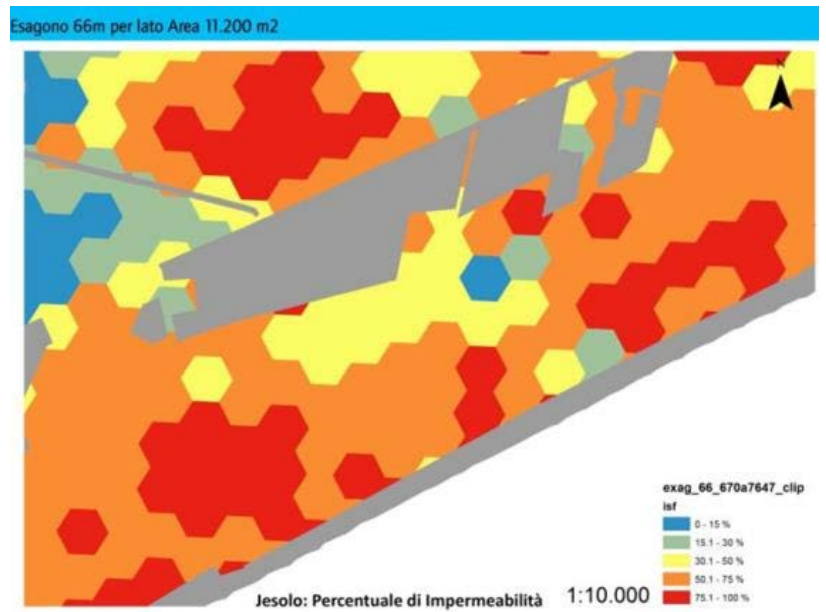 Esagono 66m per lato Area 11.200 m2
N
exag_66_670a7647_clip
isf
0 - 15 %
15.1 - 30 %
30.1 - 50 %
50.1 - 75 %
75.1 - 100 %
Jesolo: Percentuale di Impermeabilità 1:10.000